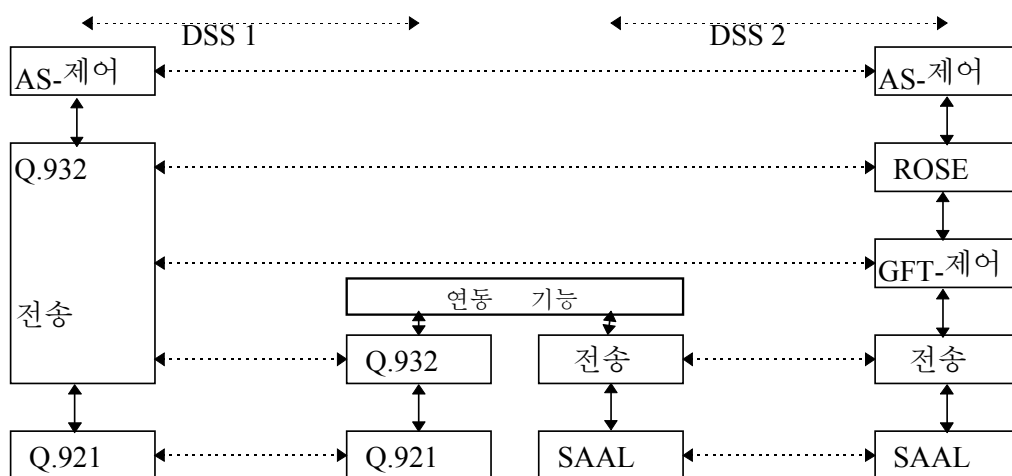 DSS 1 DSS 2
AS-제어 AS-제어
Q.932 ROSE
GFT-제어
연동 기능
전송
Q.932 전송 전송
Q.921 Q.921 SAAL SAAL